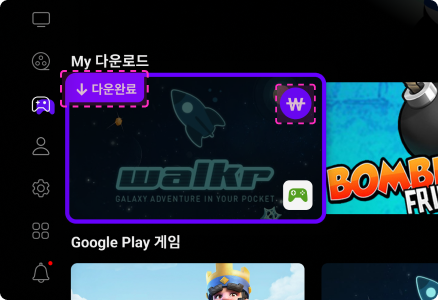 My 다운로드
다운완료
₩
walkr
GALAXY ADVENTURE IN YOUR POCKET.
BOMBE
FRI
Google Play 게임